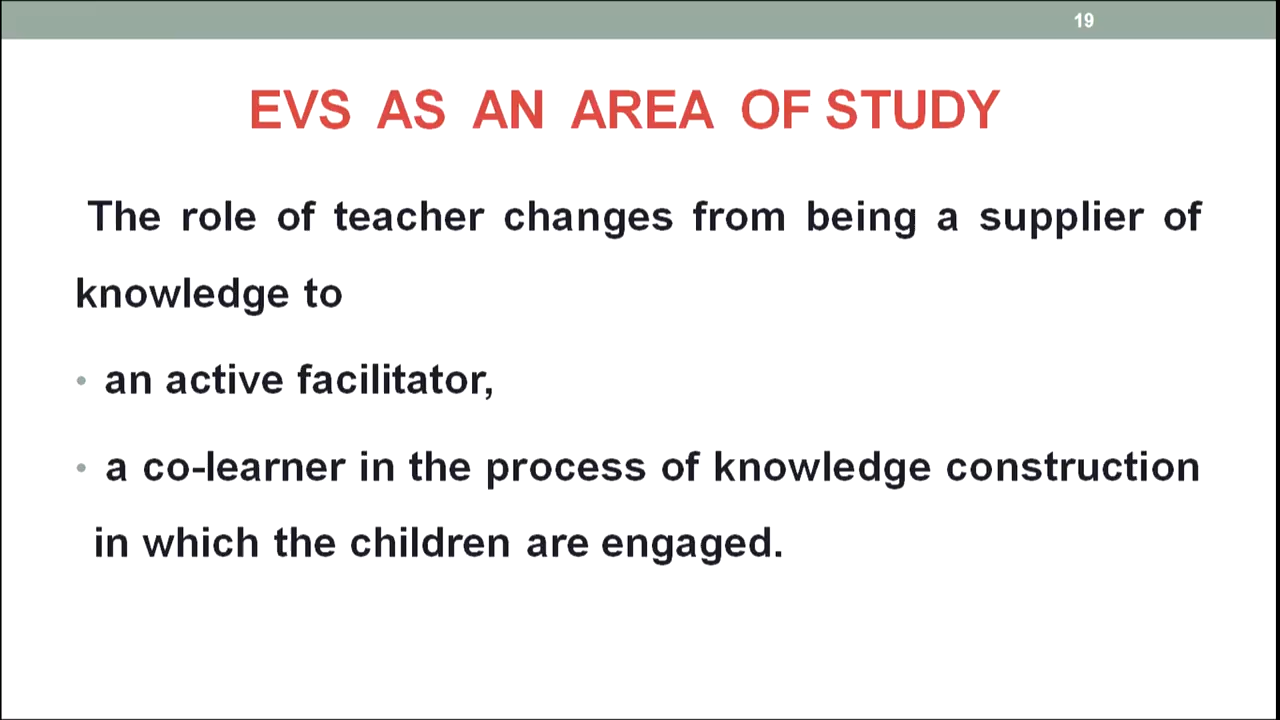 19
EVS AS AN AREA OF STUDY
The role of teacher changes from being a supplier of
knowledge to
• an active facilitator,
• a co-learner in the process of knowledge construction
in which the children are engaged.